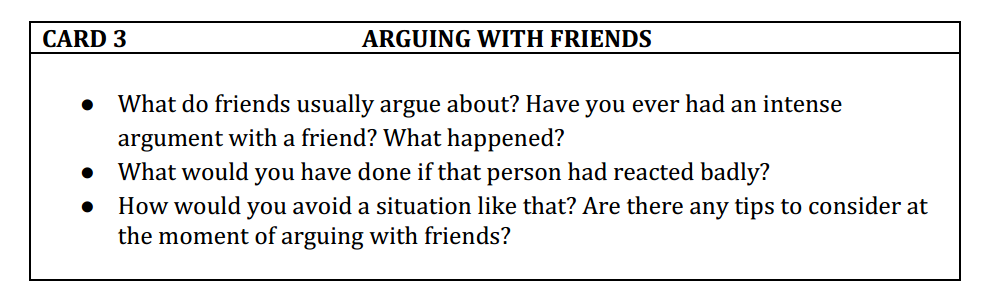 CARD 3 ARGUING WITH FRIENDS
● What do friends usually argue about? Have you ever had an intense
argument with a friend? What happened?
● What would you have done if that person had reacted badly?
● How would you avoid a situation like that? Are there any tips to consider at
the moment of arguing with friends?